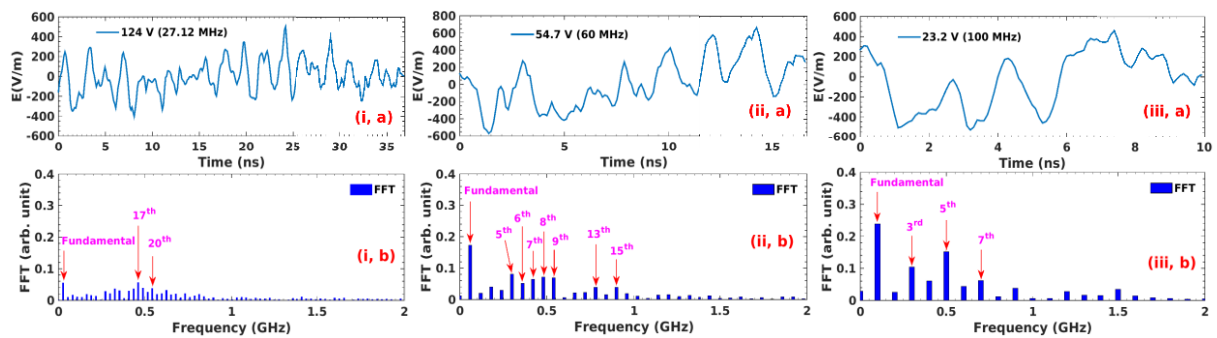 E(V/m)
600
400
200
0
-200
-400
-600
124 V (27.12 MHz)
(i, a)
0 5 10 15 20 25 30 35
Time (ns)
E(V/m)
800
600
400
200
0
-200
-400
-600
54.7 V (60 MHz)
(ii, a)
0 5 10 15
Time (ns)
E(V/m)
600
400
200
0
-200
-400
-600
23.2 V (100 MHz)
(iii, a)
0 2 4 6 8 10
Time (ns)
FFT (arb. unit)
0.4
0.3
0.2
0.1
0
FFT
17th
Fundamental
20th
(i, b)
0 0.5 1 1.5 2
Frequency (GHz)
FFT (arb. unit)
0.4
0.3
0.2
0.1
0
FFT
Fundamental
5th
6th
7th
8th
9th
13th
15th
(ii, b)
0 0.5 1 1.5 2
Frequency (GHz)
FFT (arb. unit)
0.4
0.3
0.2
0.1
0
FFT
Fundamental
3rd
5th
7th
(iii, b)
0 0.5 1 1.5 2
Frequency (GHz)